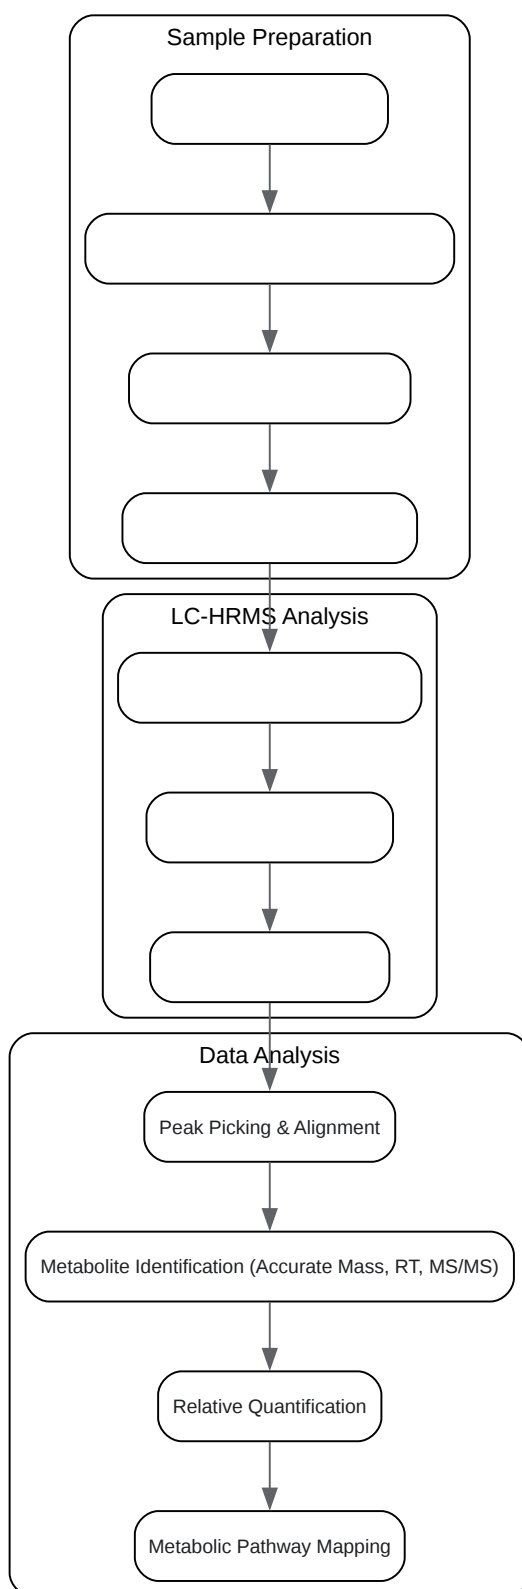 Sample Preparation
LC-HRMS Analysis
Data Analysis
Peak Picking & Alignment
Metabolite Identification (Accurate Mass, RT, MS/MS)
Relative Quantification
Metabolic Pathway Mapping